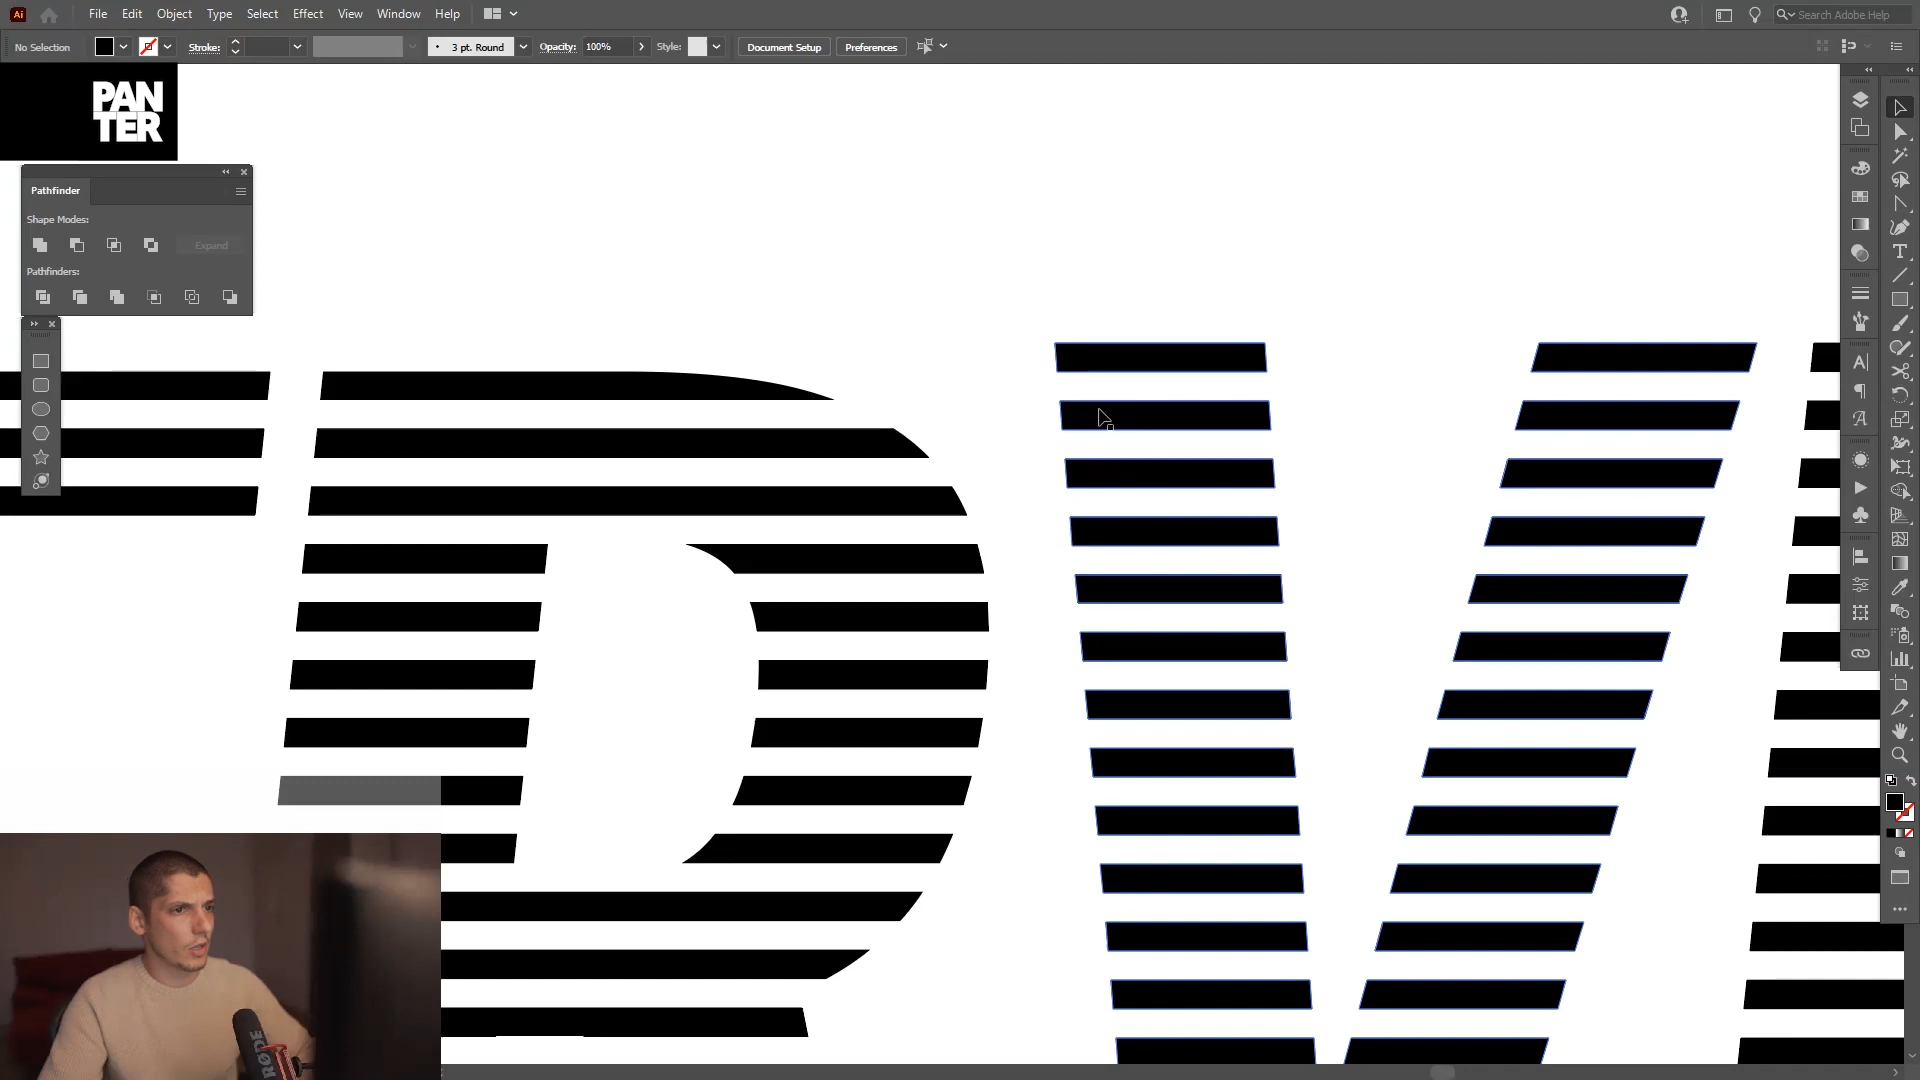 Ai File Edit Object Type Select Effect View Window Help Search Adobe Help
No Selection Stroke: 3 pt. Round Opacity: 100% Style: Document Setup Preferences
PAN
TER
Pathfinder
Shape Modes:
Expand
Pathfinders:
RØDE